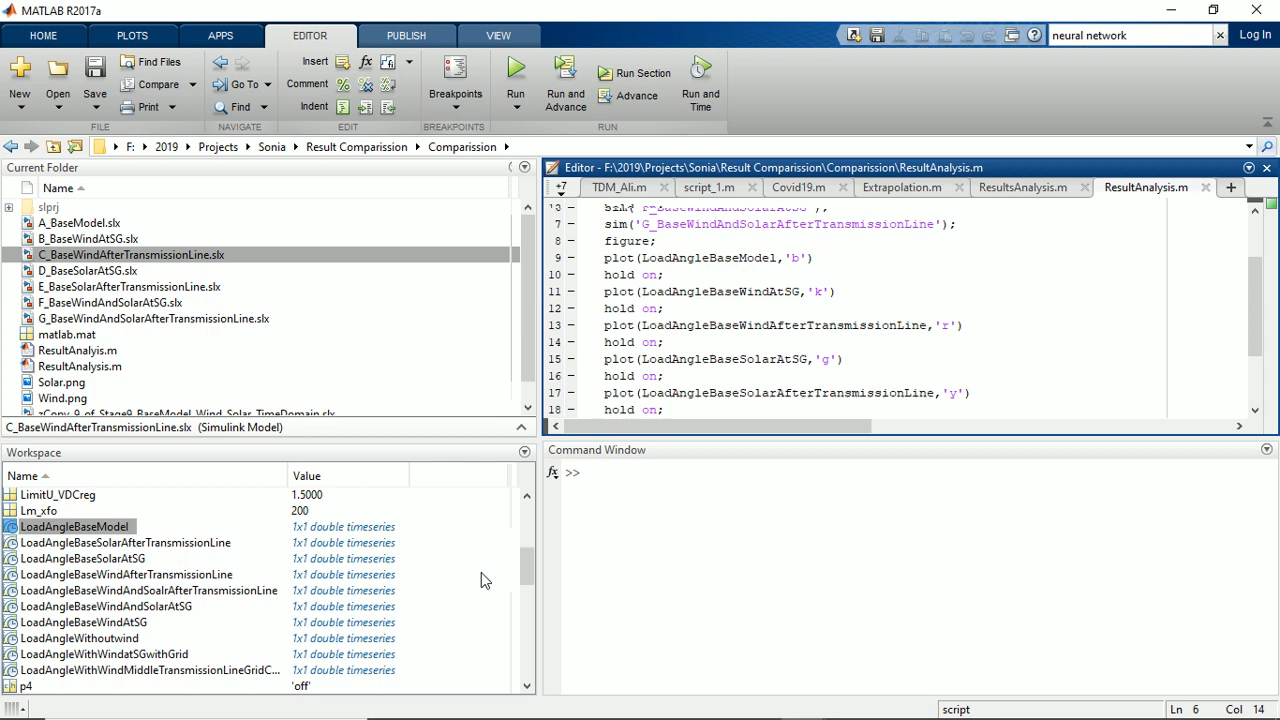 MATLAB R2017a
HOME PLOTS APPS EDITOR PUBLISH VIEW neural network Log In
New Open Save Find Files Compare Print
Go To Find
Insert Comment Indent
Breakpoints
Run Run and Advance Run Section Advance Run and Time
FILE NAVIGATE EDIT BREAKPOINTS RUN
F: 2019 Projects Sonia Result Comparission Comparission
Current Folder
Name
slprj
A_BaseModel.slx
B_BaseWindAtSG.slx
C_BaseWindAfterTransmissionLine.slx
D_BaseSolarAtSG.slx
E_BaseSolarAfterTransmissionLine.slx
F_BaseWindAndSolarAtSG.slx
G_BaseWindAndSolarAfterTransmissionLine.slx
matlab.mat
ResultAnalyis.m
ResultAnalysis.m
Solar.png
Wind.png
zCopy_9_of_Stage9_BaseModel_Wind_Solar_TimeDomain.slx
C_BaseWindAfterTransmissionLine.slx (Simulink Model)
Editor - F:\2019\Projects\Sonia\Result Comparission\Comparission\ResultAnalysis.m
+7 TDM_Ali.m script_1.m Covid19.m Extrapolation.m ResultsAnalysis.m ResultAnalysis.m
sim('F_BaseWindAndSolarAtSG');
7 sim('G_BaseWindAndSolarAfterTransmissionLine');
8 figure;
9 plot(LoadAngleBaseModel,'b')
10 hold on;
11 plot(LoadAngleBaseWindAtSG,'k')
12 hold on;
13 plot(LoadAngleBaseWindAfterTransmissionLine,'r')
14 hold on;
15 plot(LoadAngleBaseSolarAtSG,'g')
16 hold on;
17 plot(LoadAngleBaseSolarAfterTransmissionLine,'y')
18 hold on;
Workspace
Name Value
LimitU_VDCreg 1.5000
Lm_xfo 200
LoadAngleBaseModel 1x1 double timeseries
LoadAngleBaseSolarAfterTransmissionLine 1x1 double timeseries
LoadAngleBaseSolarAtSG 1x1 double timeseries
LoadAngleBaseWindAfterTransmissionLine 1x1 double timeseries
LoadAngleBaseWindAndSoalrAfterTransmissionLine 1x1 double timeseries
LoadAngleBaseWindAndSolarAtSG 1x1 double timeseries
LoadAngleBaseWindAtSG 1x1 double timeseries
LoadAngleWithoutwind 1x1 double timeseries
LoadAngleWithWindatSGwithGrid 1x1 double timeseries
LoadAngleWithWindMiddleTransmissionLineGridC... 1x1 double timeseries
p4 'off'
Command Window
fx >>
script Ln 6 Col 14